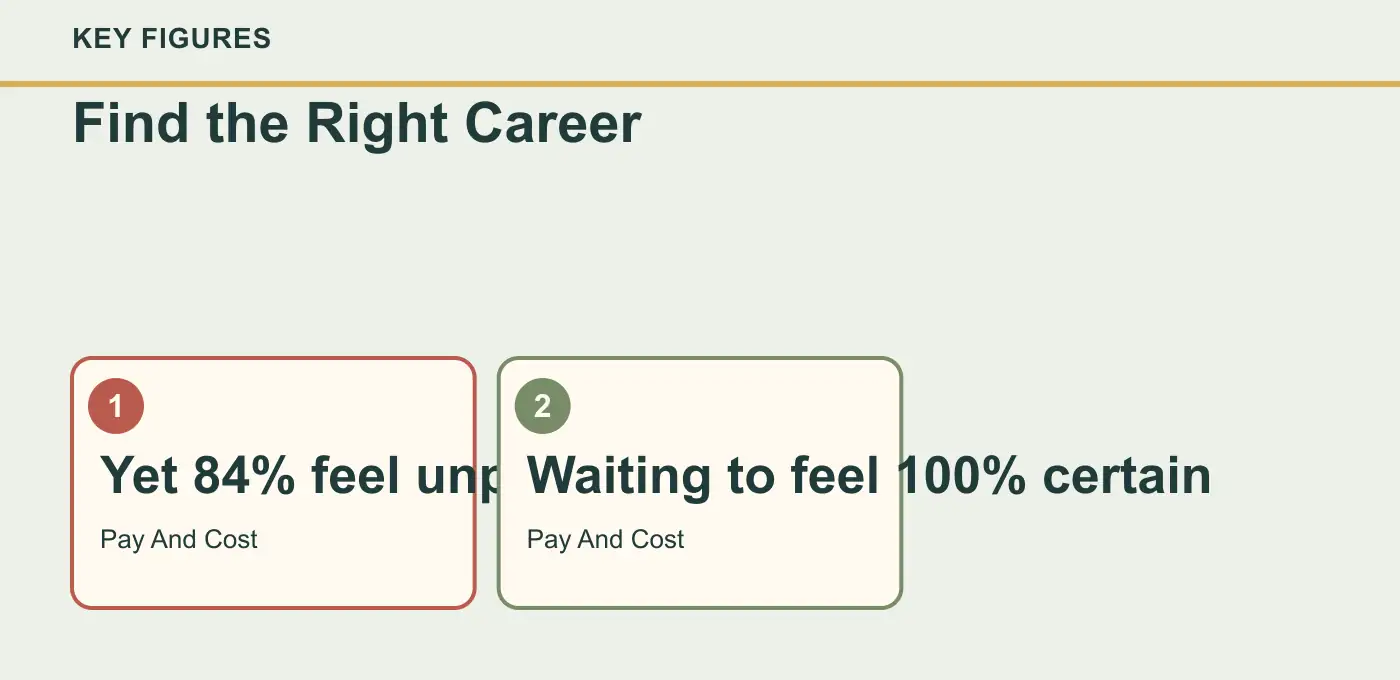 KEY FIGURES
Find the Right Career
1
Yet 84% feel
Pay And Cost
2
Waiting to feel 100% certain
Pay And Cost